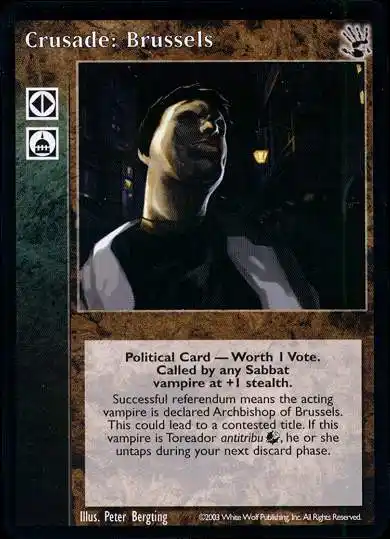 Crusade: Brussels
Political Card — Worth 1 Vote.
Called by any Sabbat
vampire at +1 stealth.
Successful referendum means the acting
vampire is declared Archbishop of Brussels.
This could lead to a contested title. If this
vampire is Toreador antitribu , he or she
untaps during your next discard phase.
Illus. Peter Bergting
©2003 White Wolf Publishing, Inc. All Rights Reserved.